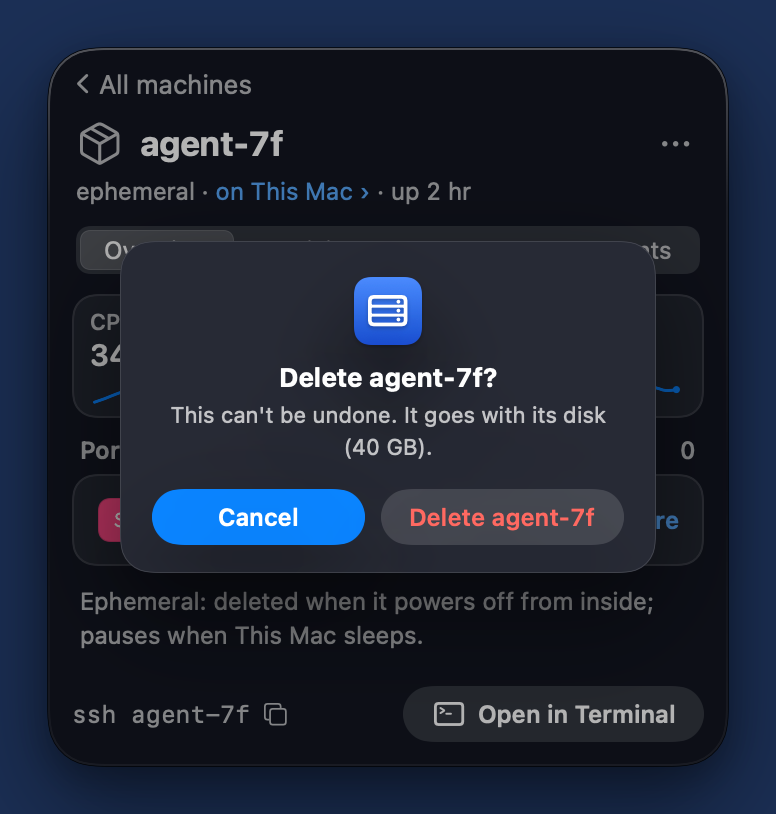 All machines
agent-7f
ephemeral · on This Mac › · up 2 hr
Delete agent-7f?
This can't be undone. It goes with its disk
(40 GB).
0
Cancel
Delete agent-7f
Ephemeral: deleted when it powers off from inside;
pauses when This Mac sleeps.
ssh agent-7f
Open in Terminal